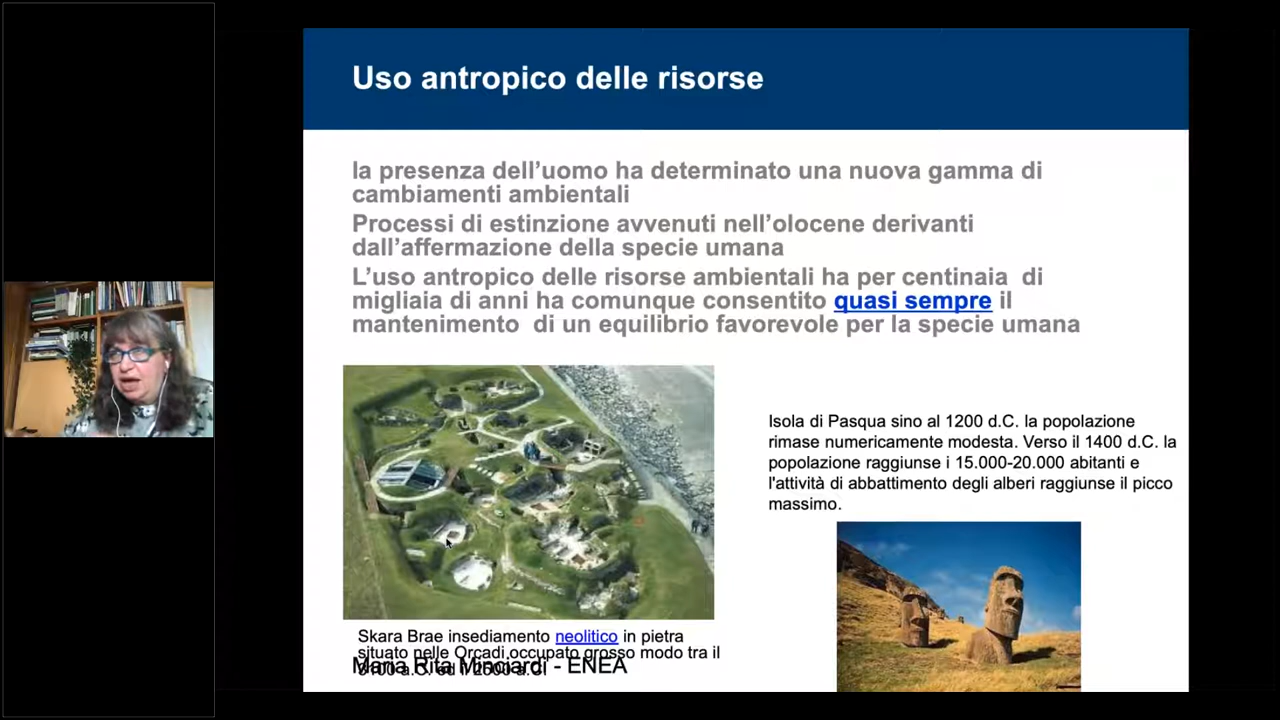 Uso antropico delle risorse
la presenza dell’uomo ha determinato una nuova gamma di
cambiamenti ambientali
Processi di estinzione avvenuti nell’olocene derivanti
dall’affermazione della specie umana
L’uso antropico delle risorse ambientali ha per centinaia di
migliaia di anni ha comunque consentito quasi sempre il
mantenimento di un equilibrio favorevole per la specie umana
Isola di Pasqua sino al 1200 d.C. la popolazione
rimase numericamente modesta. Verso il 1400 d.C. la
popolazione raggiunse i 15.000-20.000 abitanti e
l'attività di abbattimento degli alberi raggiunse il picco
massimo.
Skara Brae insediamento neolitico in pietra
situato nelle Orcadi occupato grosso modo tra il
3100 a.C. ed il 2500 a.C.
Maria Rita Minciardi - ENEA